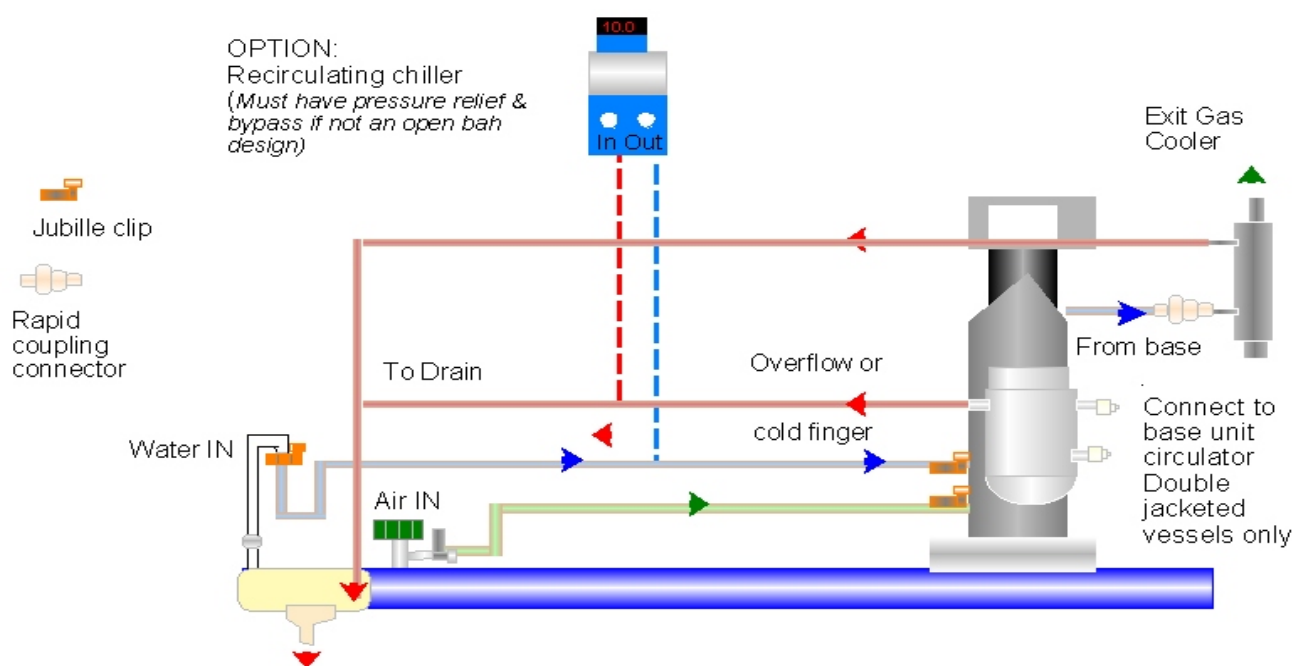 10.0
OPTION:
Recirculating chiller
(Must have pressure relief &
bypass if not an open bah
design)
In Out
Exit Gas
Cooler
Jubille clip
Rapid
coupling
connector
From base
To Drain
Overflow or
cold finger
Water IN
Air IN
.
Connect to
base unit
circulator
Double
jacketed
vessels only